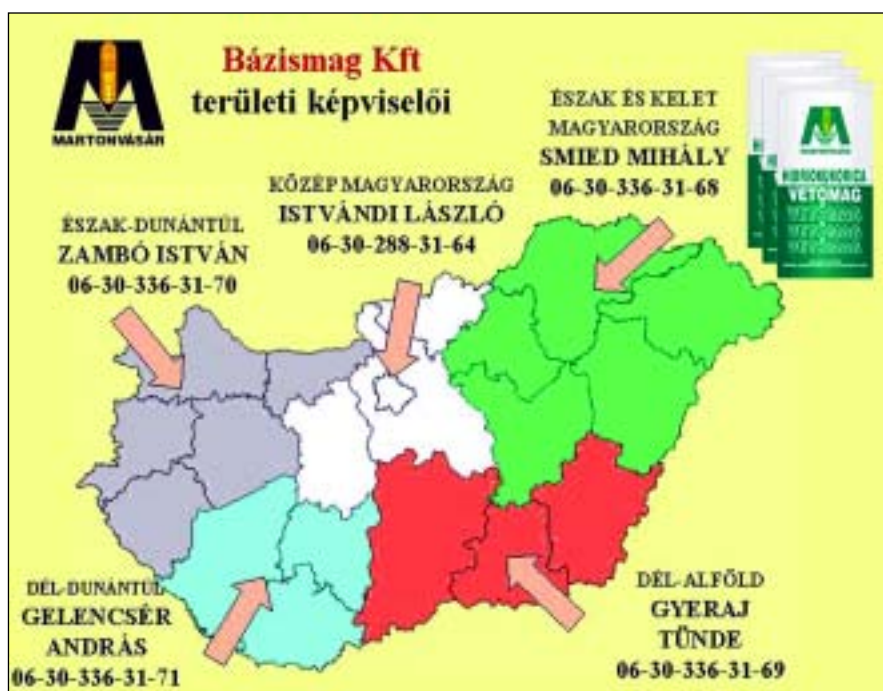 MARTONVÁSÁR
Bázismag Kft
területi képviselői
ÉSZAK ÉS KELET
MAGYARORSZÁG
SMIED MIHÁLY
06-30-336-31-68
KÖZÉP MAGYARORSZÁG
ISTVÁNDI LÁSZLÓ
06-30-288-31-64
ÉSZAK-DUNÁNTÚL
ZAMBÓ ISTVÁN
06-30-336-31-70
HIBRIDKUKORICA
VETŐMAG
DÉL-DUNÁNTÚL
GELENCSÉR
ANDRÁS
06-30-336-31-71
DÉL-ALFÖLD
GYERAJ
TÜNDE
06-30-336-31-69